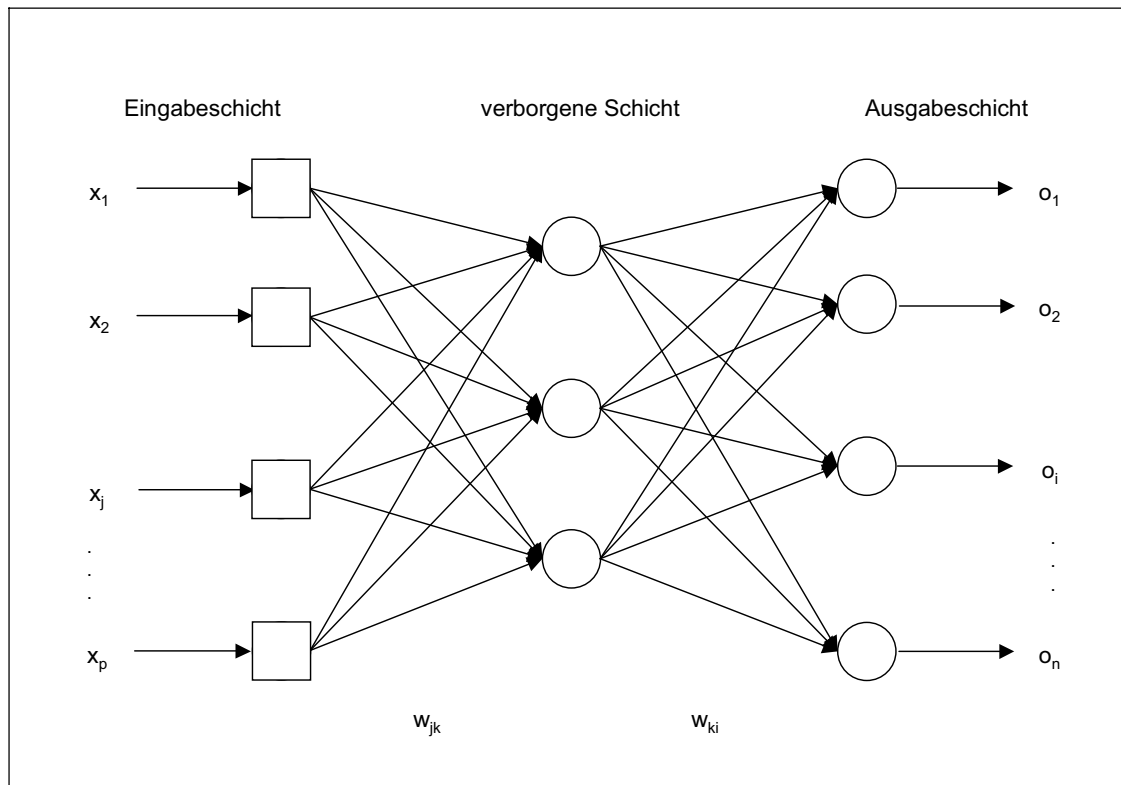 Eingabeschicht verborgene Schicht Ausgabeschicht
x1 o1
x2 o2
xj oi
. .
. .
. .
xp on
wjk wki